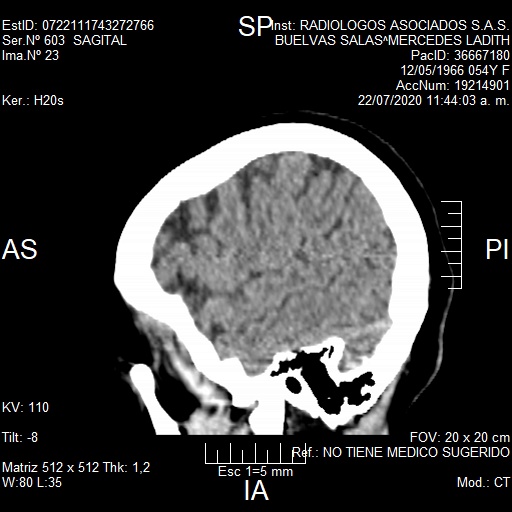 EstID: 0722111743272766
Ser.Nº 603 SAGITAL
Ima.Nº 23
Ker.: H20s
SP
Inst: RADIOLOGOS ASOCIADOS S.A.S.
BUELVAS SALAS^MERCEDES LADITH
PacID: 36667180
12/05/1966 054Y F
AccNum: 19214901
22/07/2020 11:44:03 a. m.
AS
PI
KV: 110
Tilt: -8
Matriz 512 x 512 Thk: 1,2
W:80 L:35
Esc 1=5 mm
IA
FOV: 20 x 20 cm
Ref.: NO TIENE MEDICO SUGERIDO
Mod.: CT